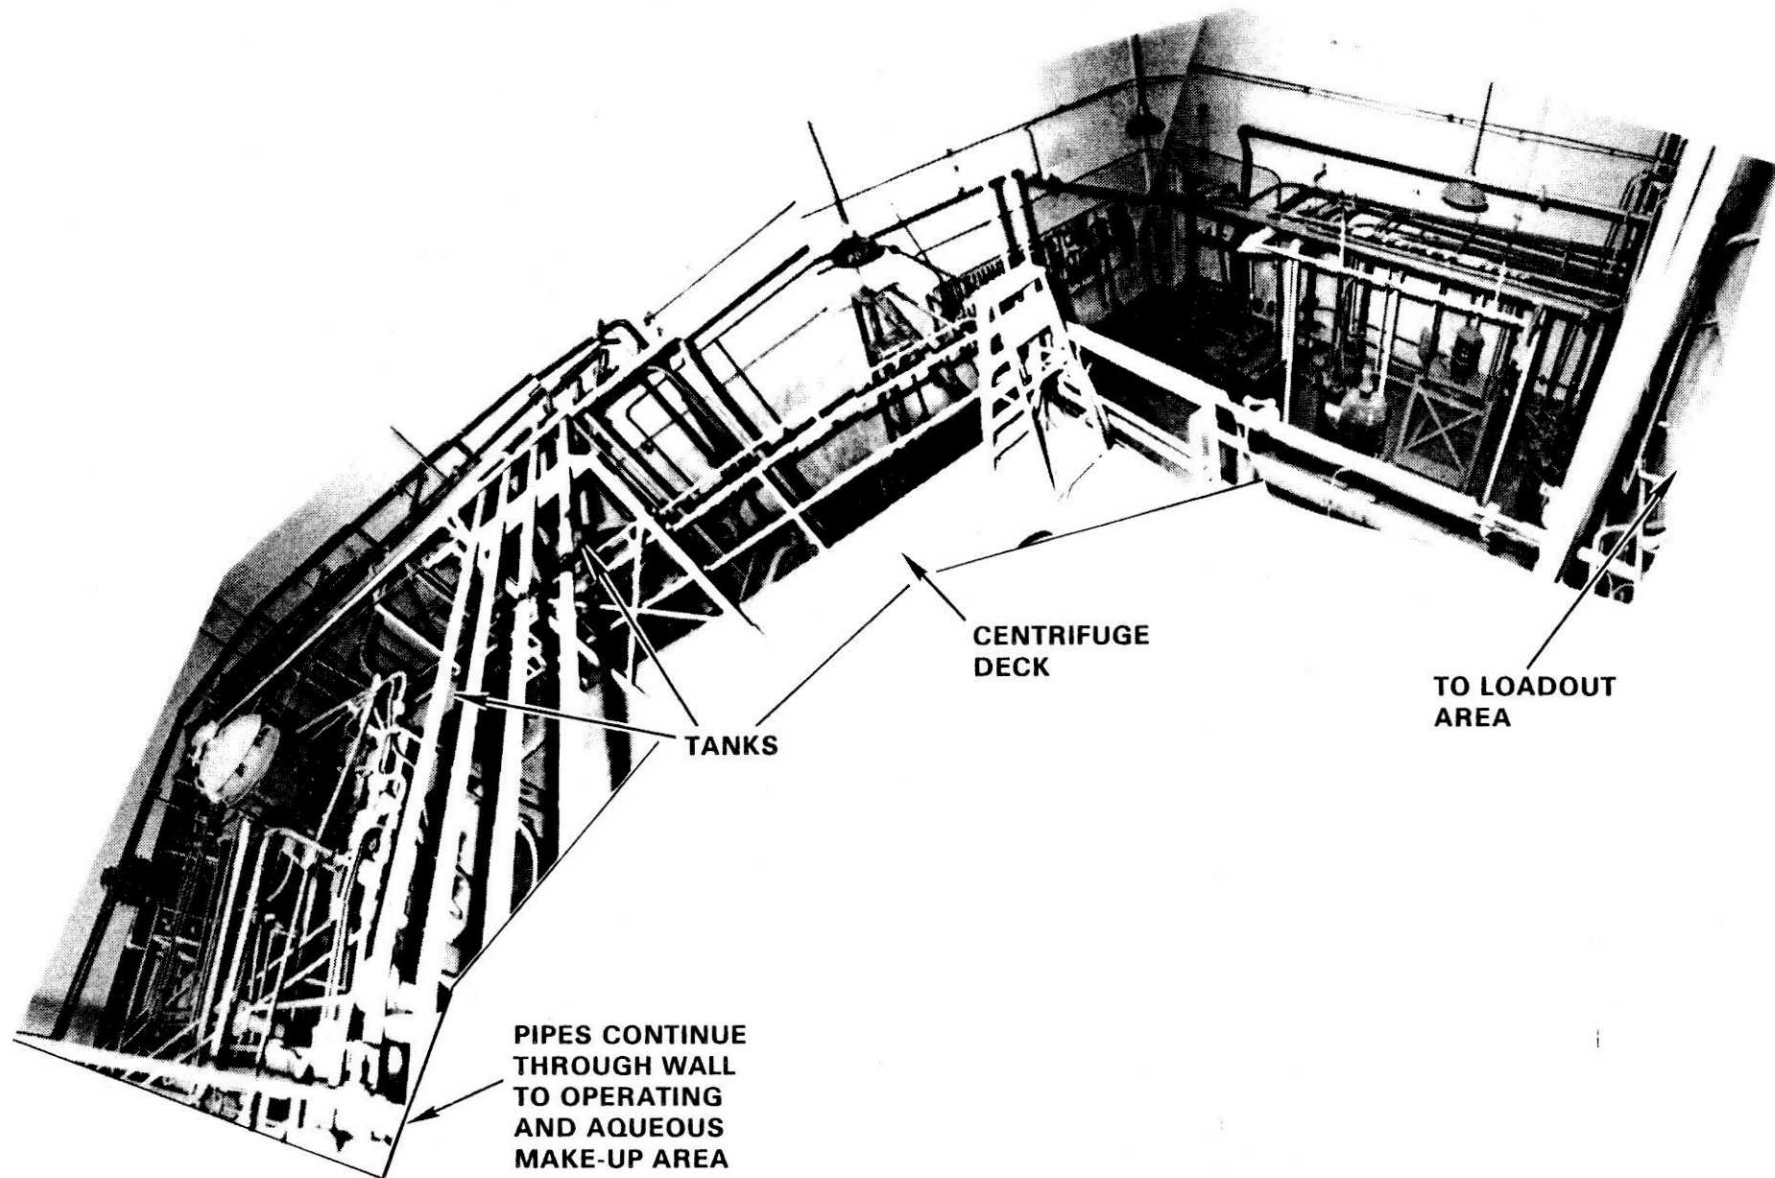 CENTRIFUGE
DECK
TO LOADOUT
AREA
TANKS
PIPES CONTINUE
THROUGH WALL
TO OPERATING
AND AQUEOUS
MAKE-UP AREA